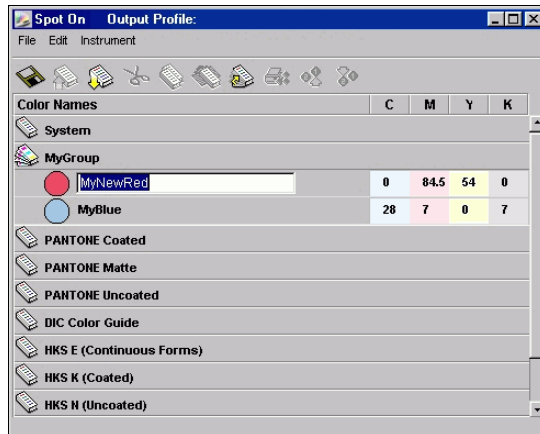 Spot On Output Profile:
File Edit Instrument
Color Names C M Y K
System
MyGroup
MyNewRed 0 84.5 54 0
MyBlue 28 7 0 7
PANTONE Coated
PANTONE Matte
PANTONE Uncoated
DIC Color Guide
HKS E (Continuous Forms)
HKS K (Coated)
HKS N (Uncoated)